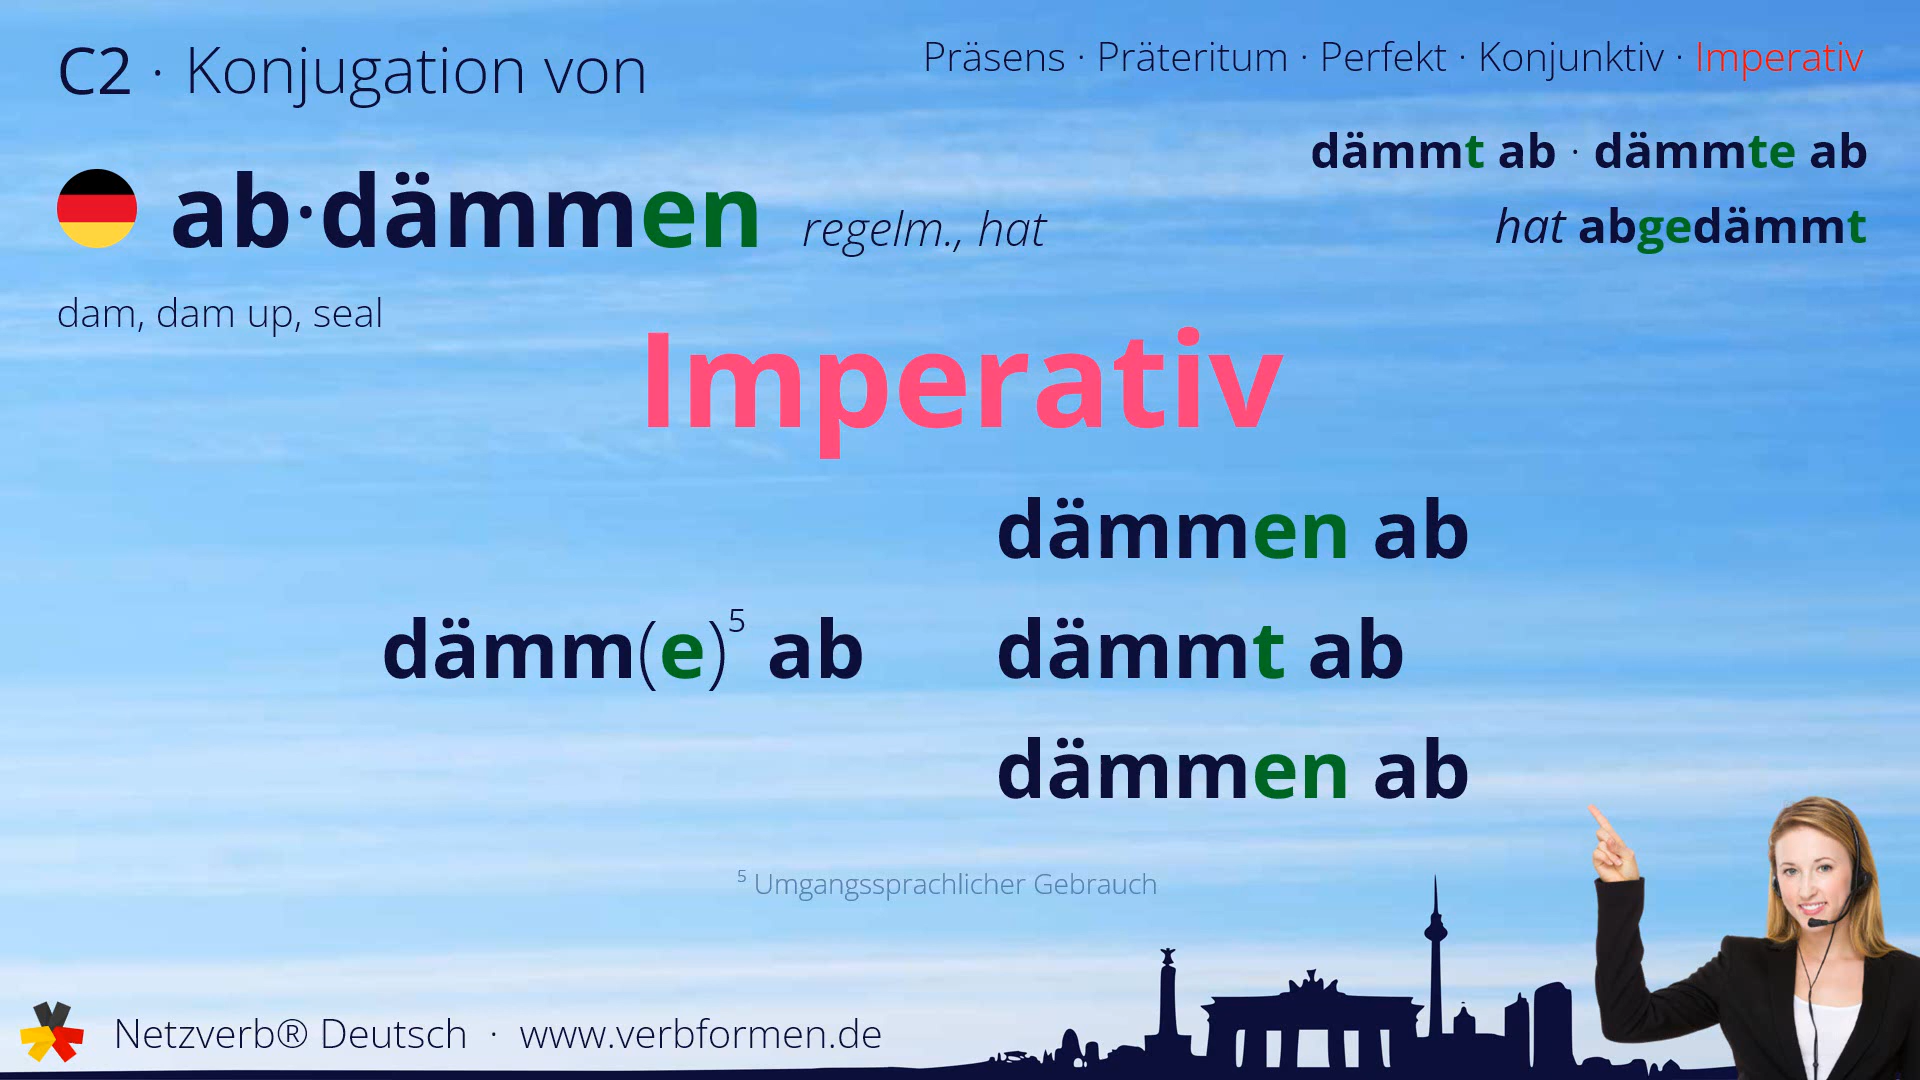 C2 · Konjugation von
Präsens · Präteritum · Perfekt · Konjunktiv · Imperativ
ab·dämmen regelm., hat
dämmt ab · dämmte ab
hat abgedämmt
dam, dam up, seal
Imperativ
dämmen ab
dämm(e)⁵ ab
dämmt ab
dämmen ab
⁵ Umgangssprachlicher Gebrauch
Netzverb® Deutsch · www.verbformen.de